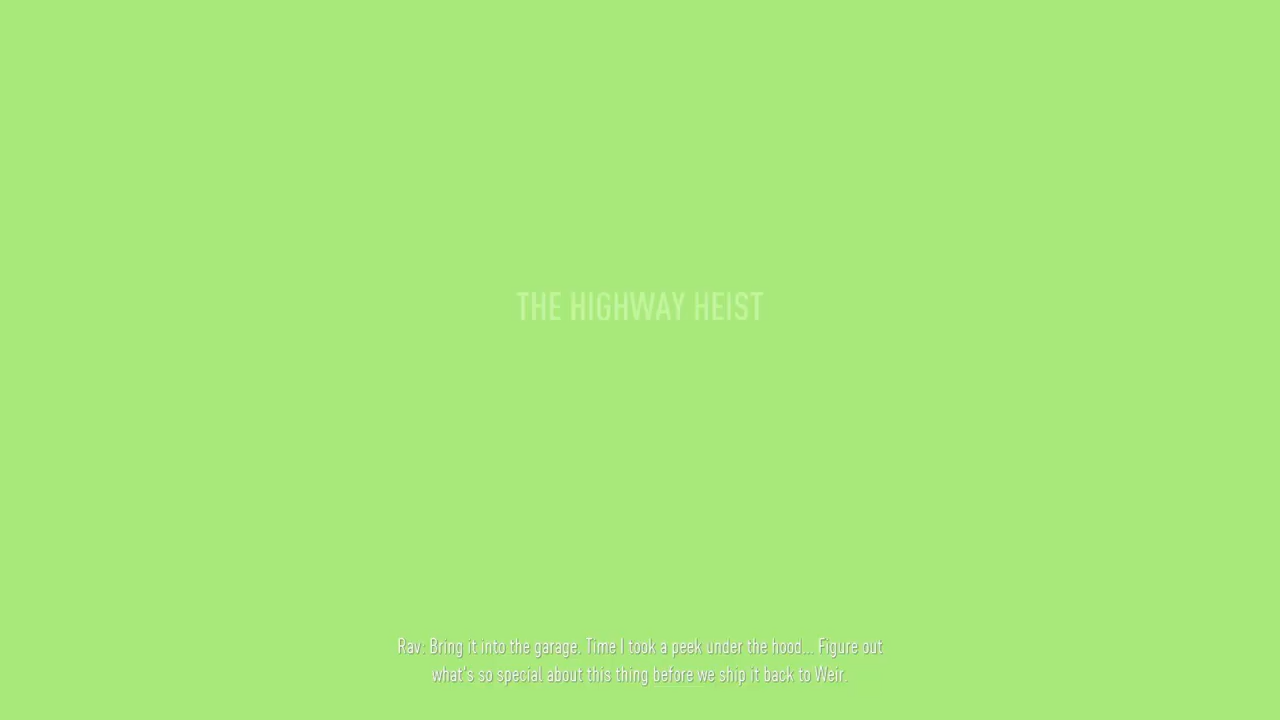 THE HIGHWAY HEIST
Rav: Bring it into the garage. Time I took a peek under the hood... Figure out
what's so special about this thing before we ship it back to Weir.